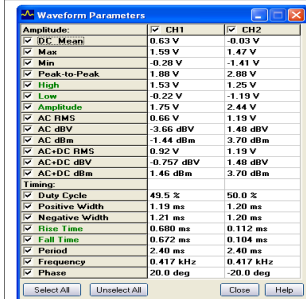 Waveform Parameters
Amplitude: CH1 CH2
DC Mean 0.63 V -0.03 V
Max 1.59 V 1.47 V
Min -0.28 V -1.41 V
Peak-to-Peak 1.88 V 2.88 V
High 1.53 V 1.25 V
Low -0.22 V -1.19 V
Amplitude 1.75 V 2.44 V
AC RMS 0.66 V 1.19 V
AC dBV -3.66 dBV 1.48 dBV
AC dBm -1.44 dBm 3.70 dBm
AC+DC RMS 0.92 V 1.19 V
AC+DC dBV -0.757 dBV 1.48 dBV
AC+DC dBm 1.46 dBm 3.70 dBm
Timing:
Duty Cycle 49.5 % 50.0 %
Positive Width 1.19 ms 1.20 ms
Negative Width 1.21 ms 1.20 ms
Rise Time 0.680 ms 0.112 ms
Fall Time 0.672 ms 0.104 ms
Period 2.40 ms 2.40 ms
Frequency 0.417 kHz 0.417 kHz
Phase 20.0 deg -20.0 deg
Select All Unselect All Close Help